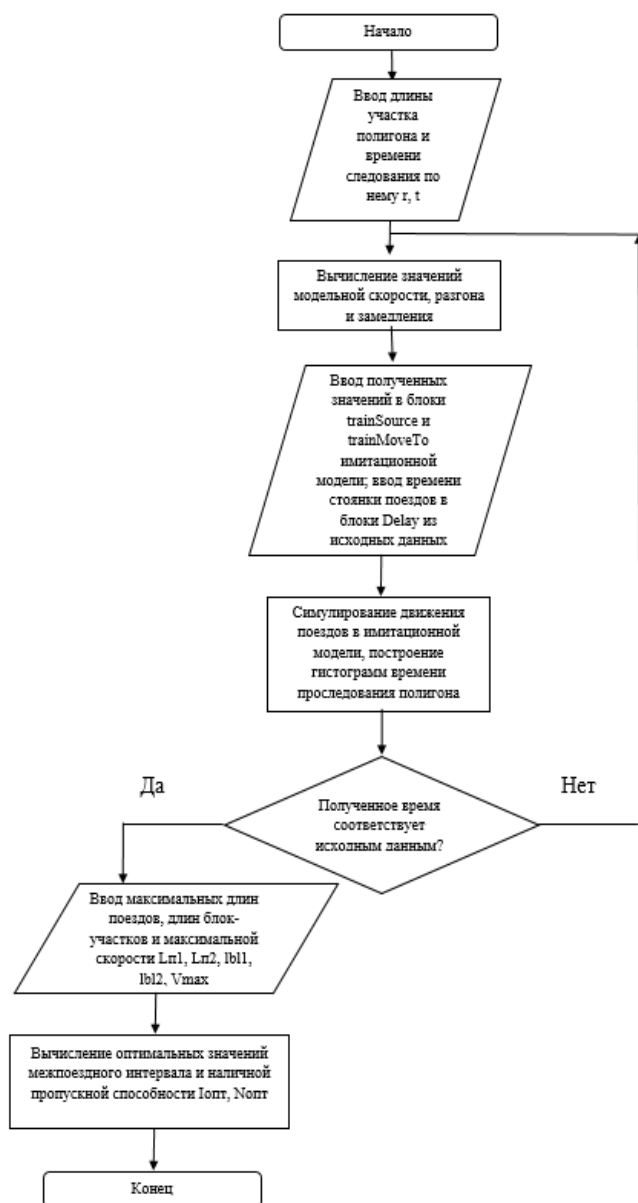 Начало
Ввод длины
участка
полигона и
времени
следования по
нему r, t
Вычисление значений
модельной скорости, разгона
и замедления
Ввод полученных
значений в блоки
trainSource и
trainMoveTo
имитационной
модели; ввод времени
стоянки поездов в
блоки Delay из
исходных данных
Симулирование движения
поездов в имитационной
модели, построение
гистограмм времени
проследования полигона
Да
Нет
Полученное время
соответствует
исходным данным?
Ввод максимальных длин
поездов, длин блок-
участков и максимальной
скорости Lп1, Lп2, lbl1,
lbl2, Vmax
Вычисление оптимальных значений
межпоездного интервала и наличной
пропускной способности Iопт, Nопт
Конец